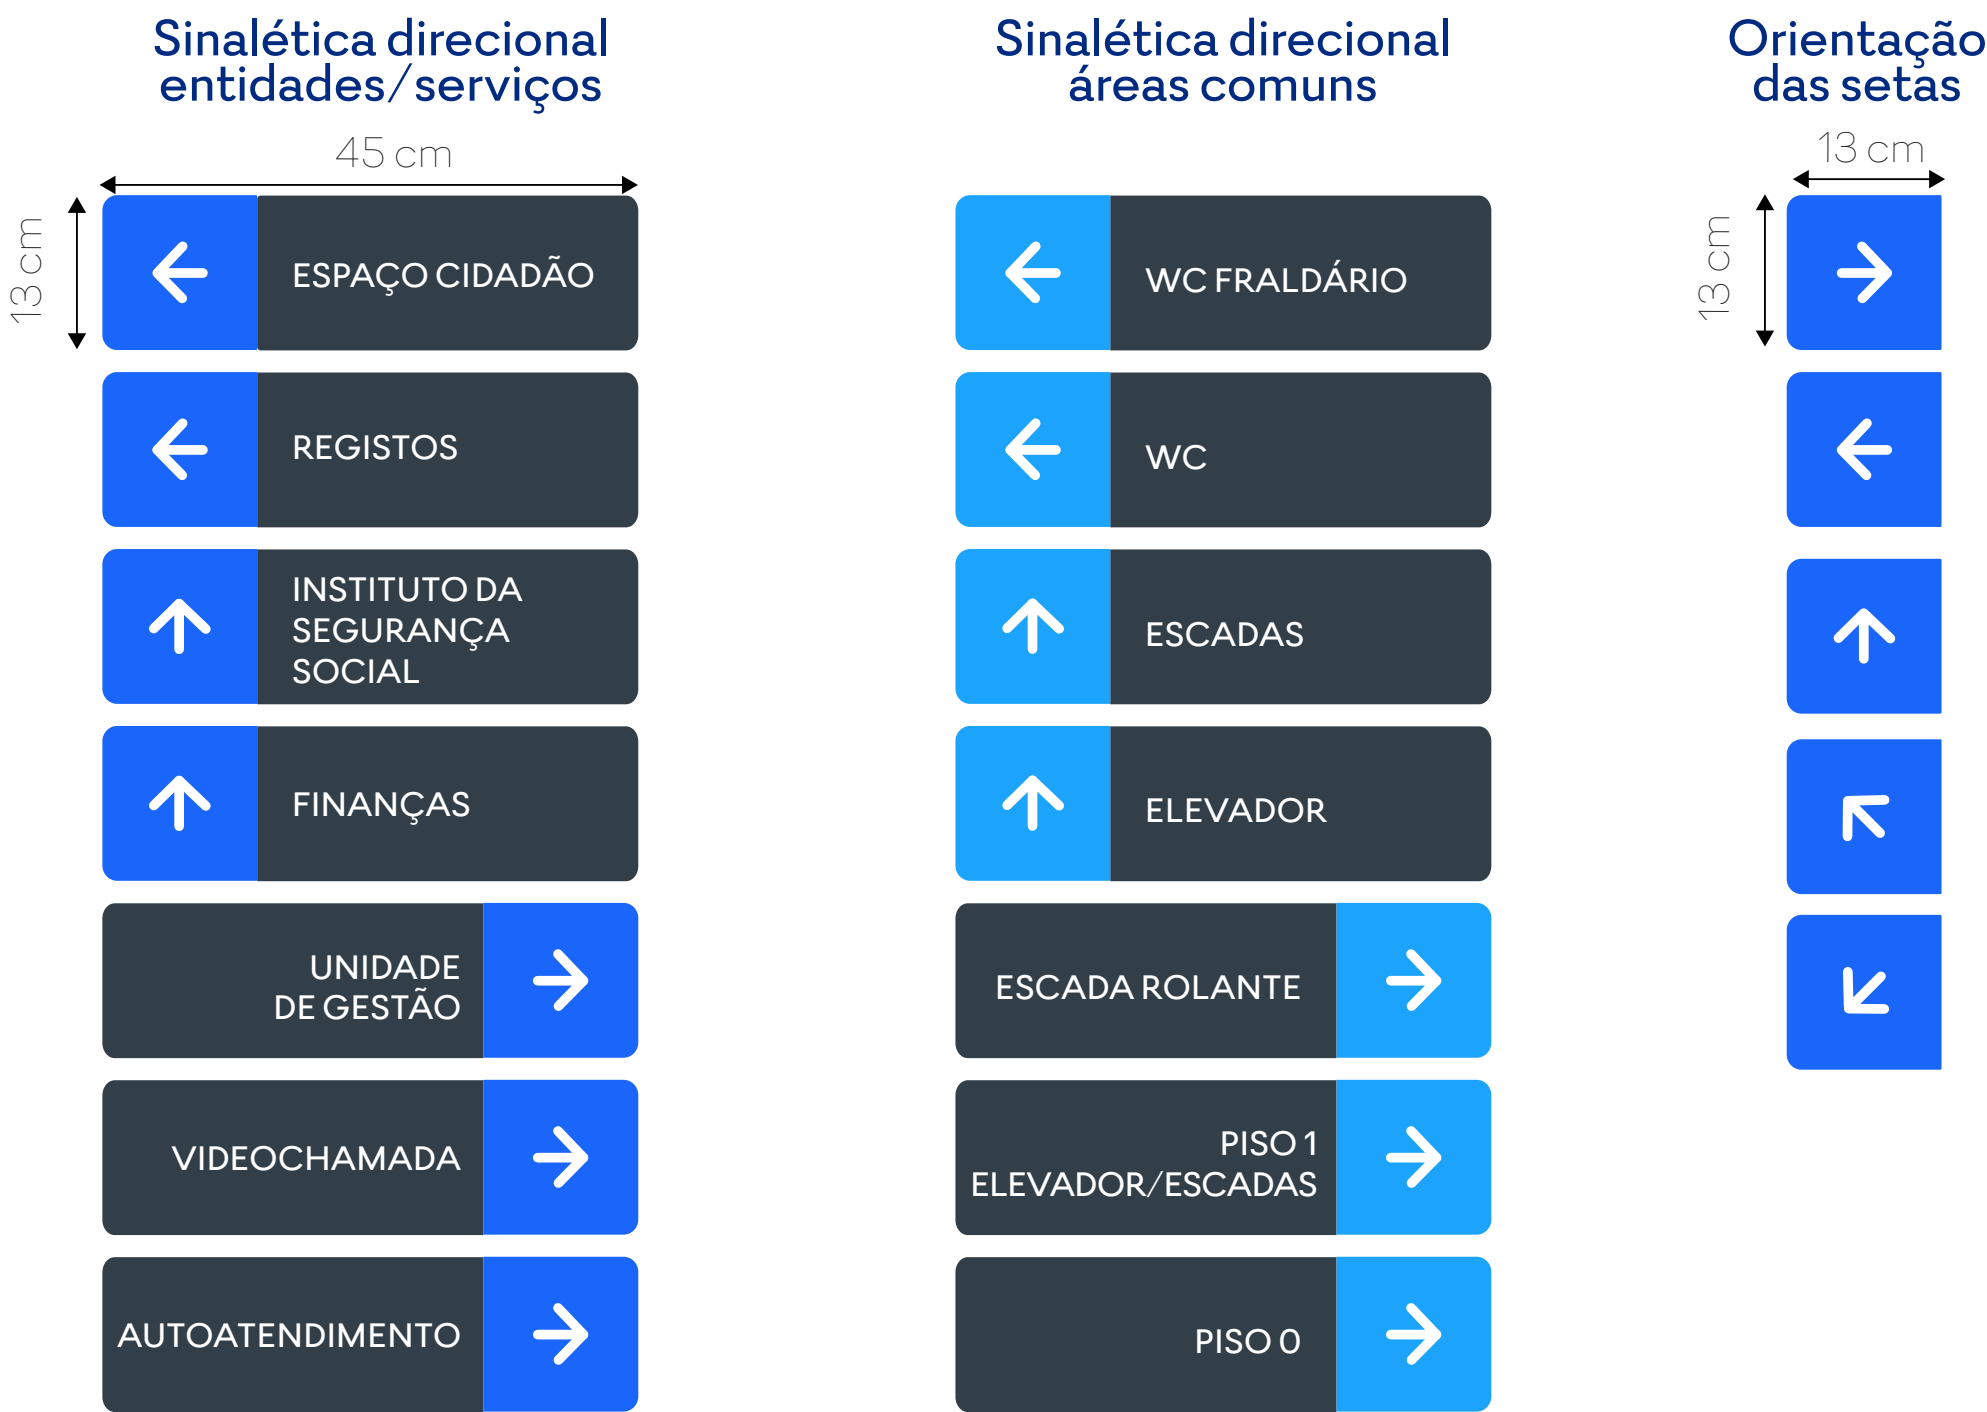 Sinalética direcional
entidades/serviços
45 cm
13 cm
ESPAÇO CIDADÃO
REGISTOS
INSTITUTO DA
SEGURANÇA
SOCIAL
FINANÇAS
UNIDADE
DE GESTÃO
VIDEOCHAMADA
AUTOATENDIMENTO
Sinalética direcional
áreas comuns
WC FRALDÁRIO
WC
ESCADAS
ELEVADOR
ESCADA ROLANTE
PISO 1
ELEVADOR/ESCADAS
PISO 0
Orientação
das setas
13 cm
13 cm